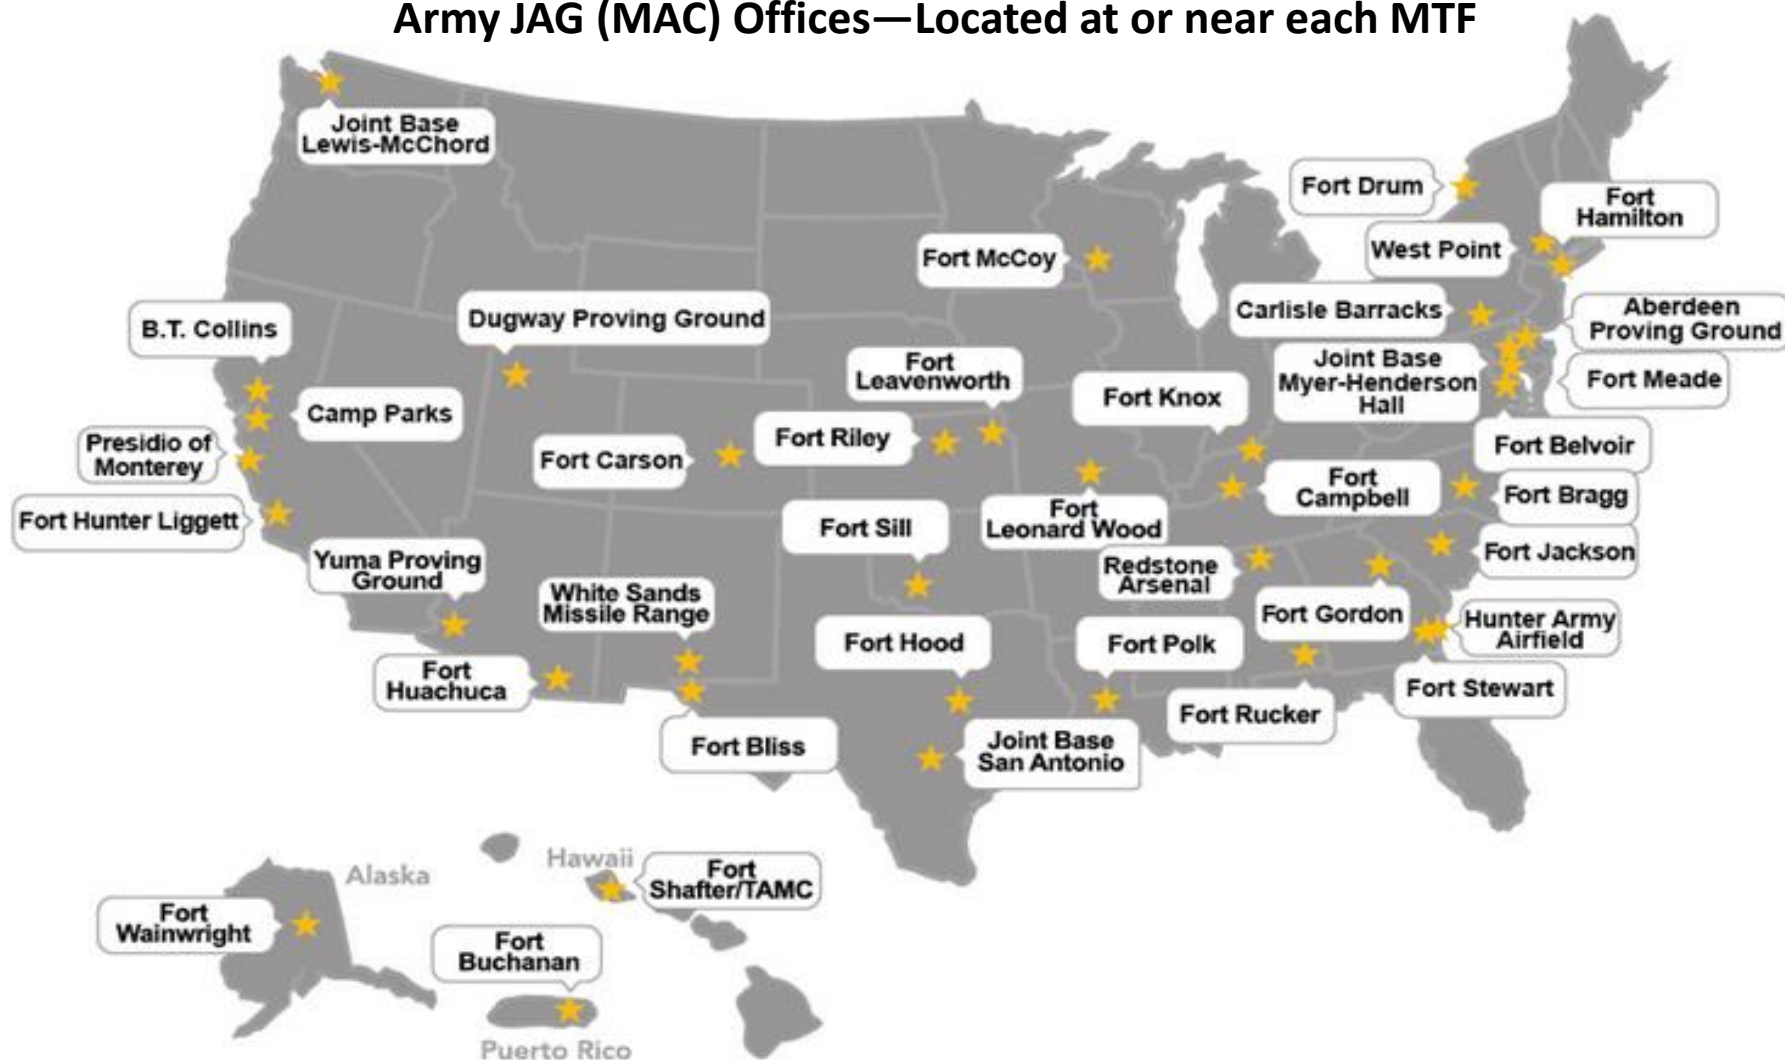 Army JAG (MAC) Offices—Located at or near each MTF
Joint Base
Lewis-McChord
Fort Drum
Fort
Hamilton
West Point
Fort McCoy
Carlisle Barracks
Aberdeen
Proving Ground
B.T. Collins
Dugway Proving Ground
Fort
Leavenworth
Joint Base
Myer-Henderson
Hall
Fort Meade
Camp Parks
Fort Knox
Presidio of
Monterey
Fort Carson
Fort Riley
Fort Belvoir
Fort
Campbell
Fort Bragg
Fort Hunter Liggett
Fort Sill
Fort
Leonard Wood
Fort Jackson
Yuma Proving
Ground
White Sands
Missile Range
Redstone
Arsenal
Fort Gordon
Hunter Army
Airfield
Fort Hood
Fort Polk
Fort
Huachuca
Fort Stewart
Fort Rucker
Fort Bliss
Joint Base
San Antonio
Alaska
Hawaii
Fort
Shafter/TAMC
Fort
Wainwright
Fort
Buchanan
Puerto Rico